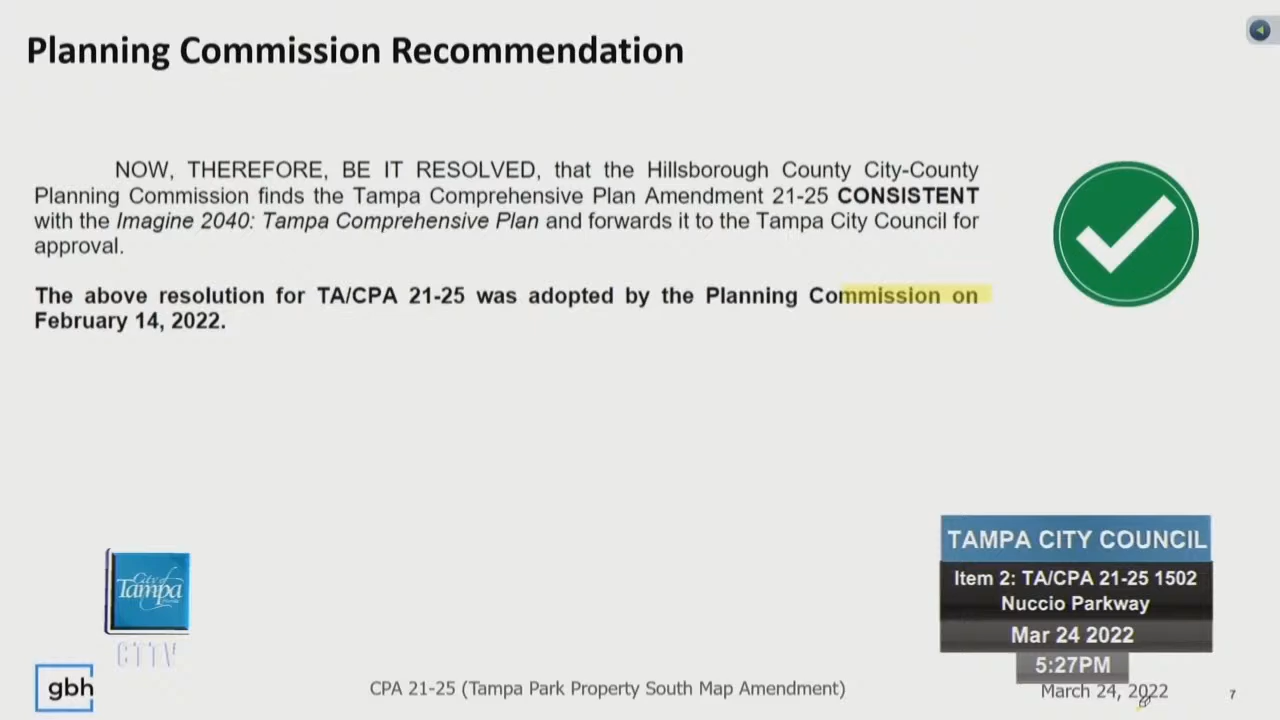 Planning Commission Recommendation
NOW, THEREFORE, BE IT RESOLVED, that the Hillsborough County City-County
Planning Commission finds the Tampa Comprehensive Plan Amendment 21-25 CONSISTENT
with the Imagine 2040: Tampa Comprehensive Plan and forwards it to the Tampa City Council for
approval.
The above resolution for TA/CPA 21-25 was adopted by the Planning Commission on
February 14, 2022.
City of
Tampa
CTTV
TAMPA CITY COUNCIL
Item 2: TA/CPA 21-25 1502
Nuccio Parkway
Mar 24 2022
5:27PM
gbh
CPA 21-25 (Tampa Park Property South Map Amendment)
March 24, 2022
7